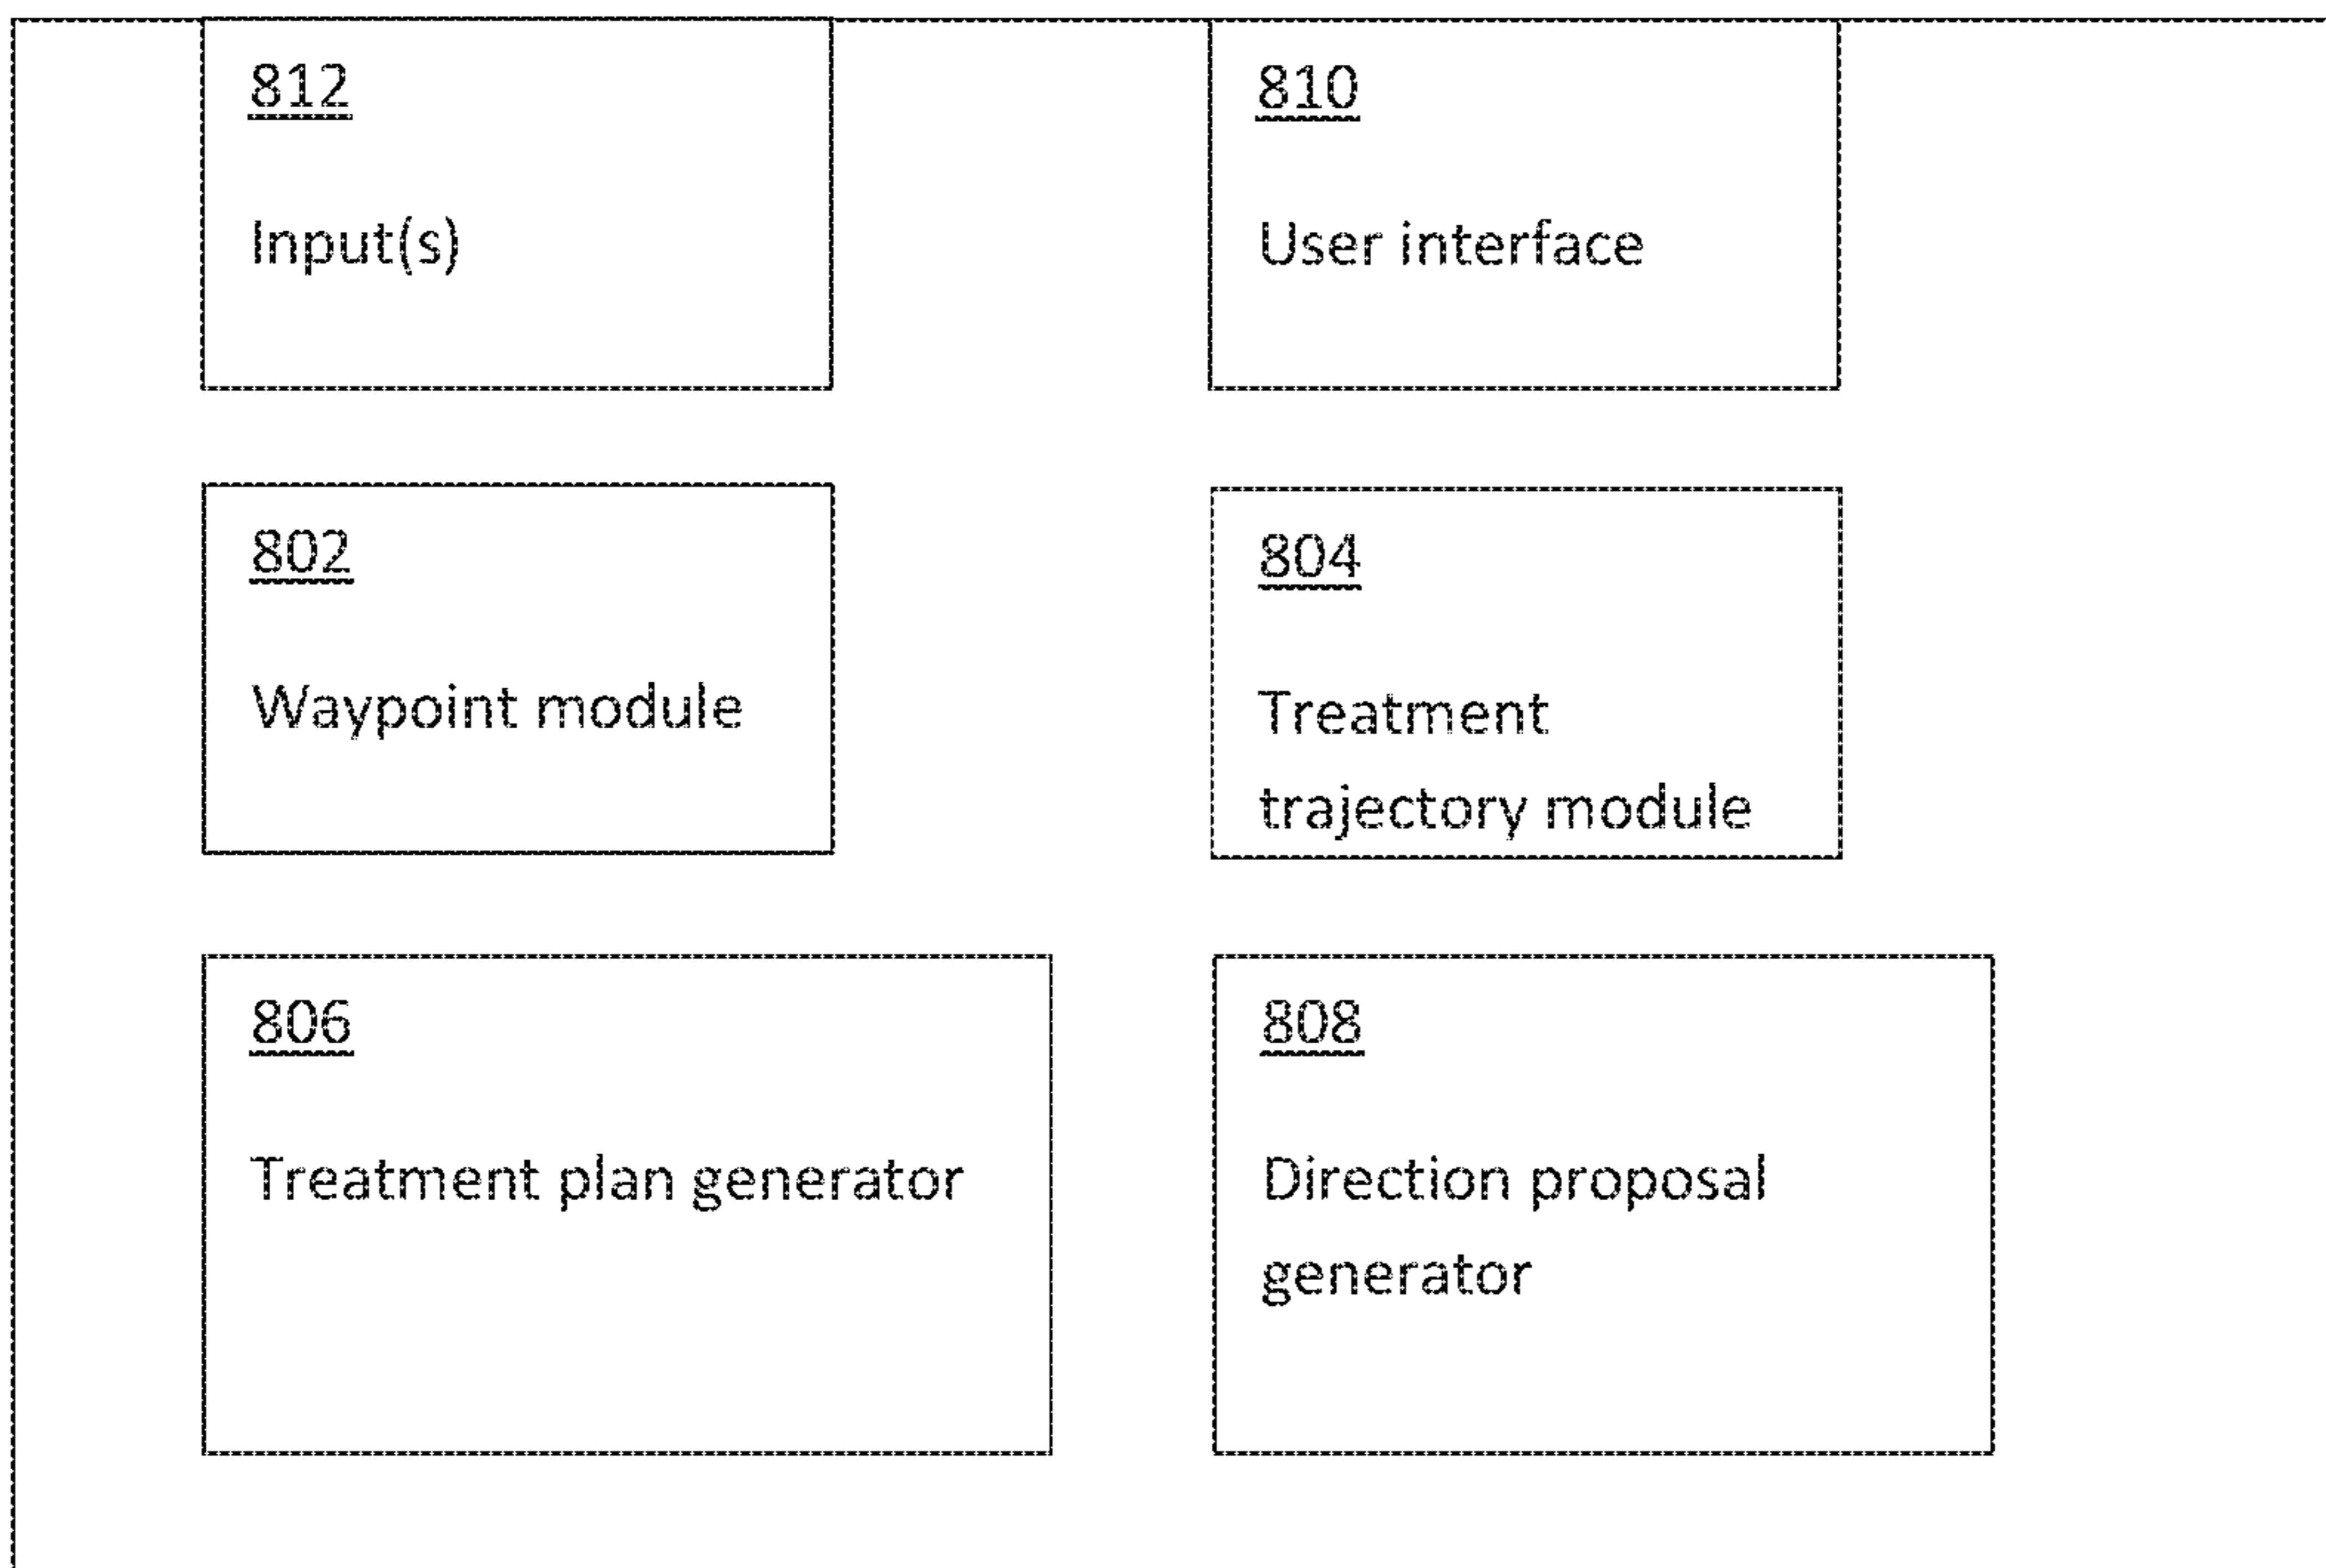 812
Input(s)
810
User interface
802
Waypoint module
804
Treatment
trajectory module
806
Treatment plan generator
808
Direction proposal
generator